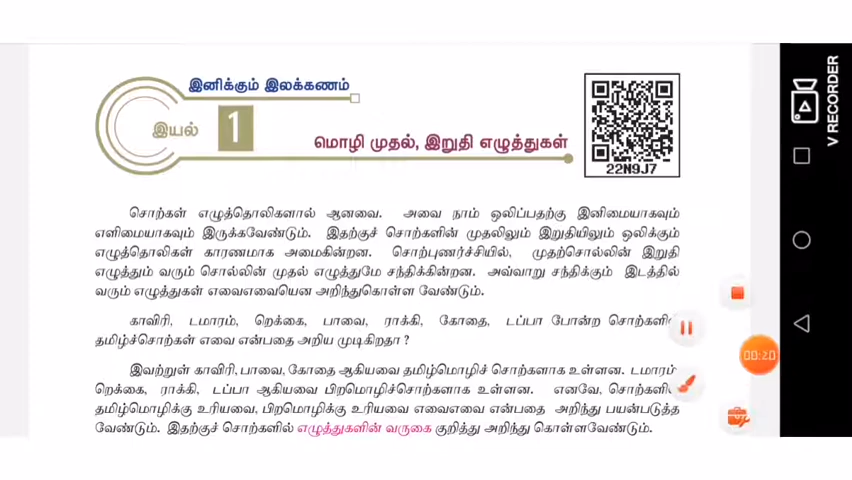 இனிக்கும் இலக்கணம்
இயல் 1
மொழி முதல், இறுதி எழுத்துகள்
22N9J7
சொற்கள் எழுத்தொலிகளால் ஆனவை. அவை நாம் ஒலிப்பதற்கு இனிமையாகவும்
எளிமையாகவும் இருக்கவேண்டும். இதற்குச் சொற்களின் முதலிலும் இறுதியிலும் ஒலிக்கும்
எழுத்தொலிகள் காரணமாக அமைகின்றன. சொற்புணர்ச்சியில், முதற்சொல்லின் இறுதி
எழுத்தும் வரும் சொல்லின் முதல் எழுத்துமே சந்திக்கின்றன. அவ்வாறு சந்திக்கும் இடத்தில்
வரும் எழுத்துகள் எவைஎவையென அறிந்துகொள்ள வேண்டும்.
காவிரி, டமாரம், றெக்கை, பாவை, ராக்கி, கோதை, டப்பா போன்ற
தமிழ்ச்சொற்கள் எவை என்பதை அறிய முடிகிறதா ?
இவற்றுள் காவிரி, பாவை, கோதை ஆகியவை தமிழ்மொழிச் சொற்களாக உள்ளன. டமாரம்,
றெக்கை, ராக்கி, டப்பா ஆகியவை பிறமொழிச்சொற்களாக உள்ளன. எனவே,
தமிழ்மொழிக்கு உரியவை, பிறமொழிக்கு உரியவை எவைஎவை என்பதை அறிந்து பயன்படுத்த
வேண்டும். இதற்குச் சொற்களில் எழுத்துகளின் வருகை குறித்து அறிந்து கொள்ளவேண்டும்.
V RECORDER
00:20